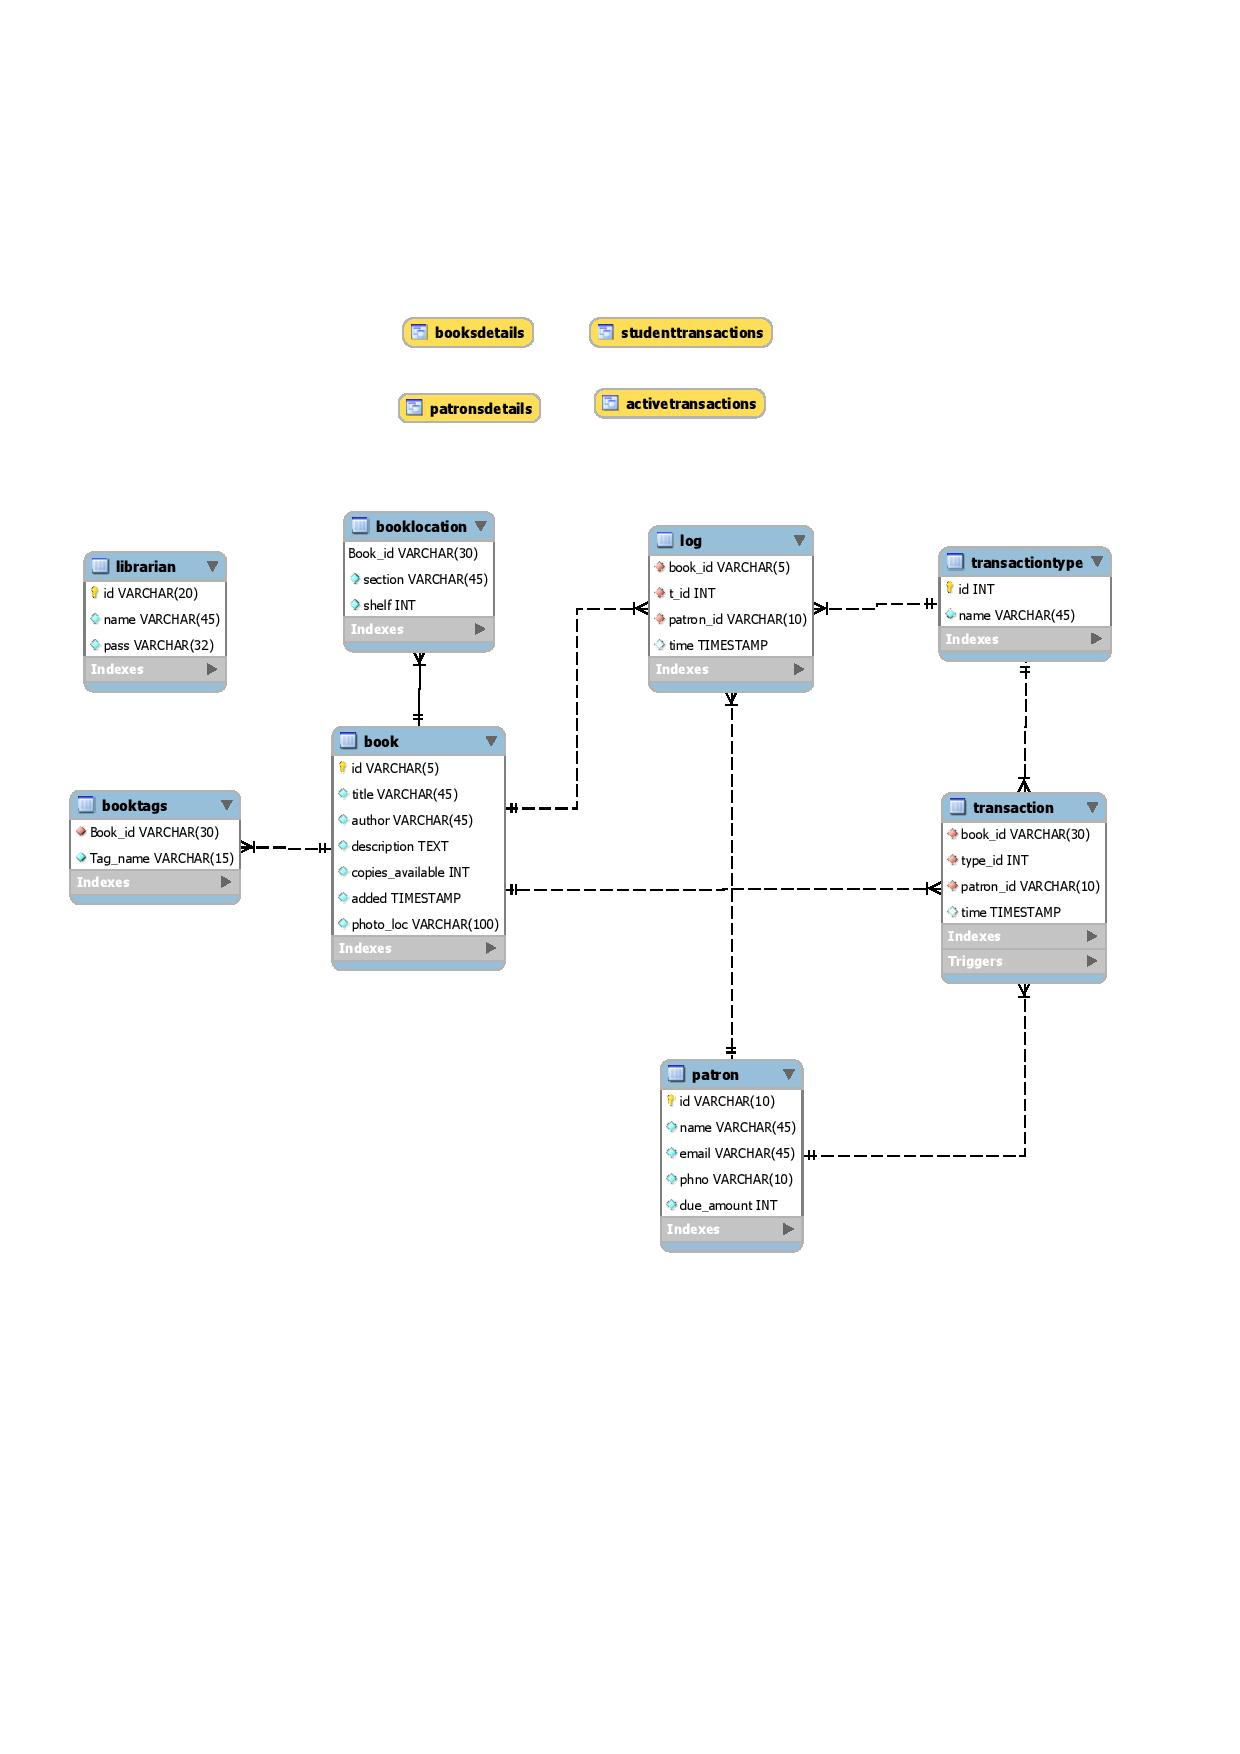 booksdetails
studenttransactions
patronsdetails
activetransactions
librarian
id VARCHAR(20)
name VARCHAR(45)
pass VARCHAR(32)
Indexes
booklocation
Book_id VARCHAR(30)
section VARCHAR(45)
shelf INT
Indexes
log
book_id VARCHAR(5)
t_id INT
patron_id VARCHAR(10)
time TIMESTAMP
Indexes
transactiontype
id INT
name VARCHAR(45)
Indexes
booktags
Book_id VARCHAR(30)
Tag_name VARCHAR(15)
Indexes
book
id VARCHAR(5)
title VARCHAR(45)
author VARCHAR(45)
description TEXT
copies_available INT
added TIMESTAMP
photo_loc VARCHAR(100)
Indexes
transaction
book_id VARCHAR(30)
type_id INT
patron_id VARCHAR(10)
time TIMESTAMP
Indexes
Triggers
patron
id VARCHAR(10)
name VARCHAR(45)
email VARCHAR(45)
phno VARCHAR(10)
due_amount INT
Indexes